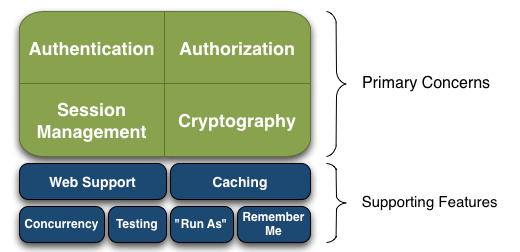 Authentication
Authorization
Session
Management
Cryptography
Primary Concerns
Web Support
Caching
Concurrency
Testing
"Run As"
Remember
Me
Supporting Features